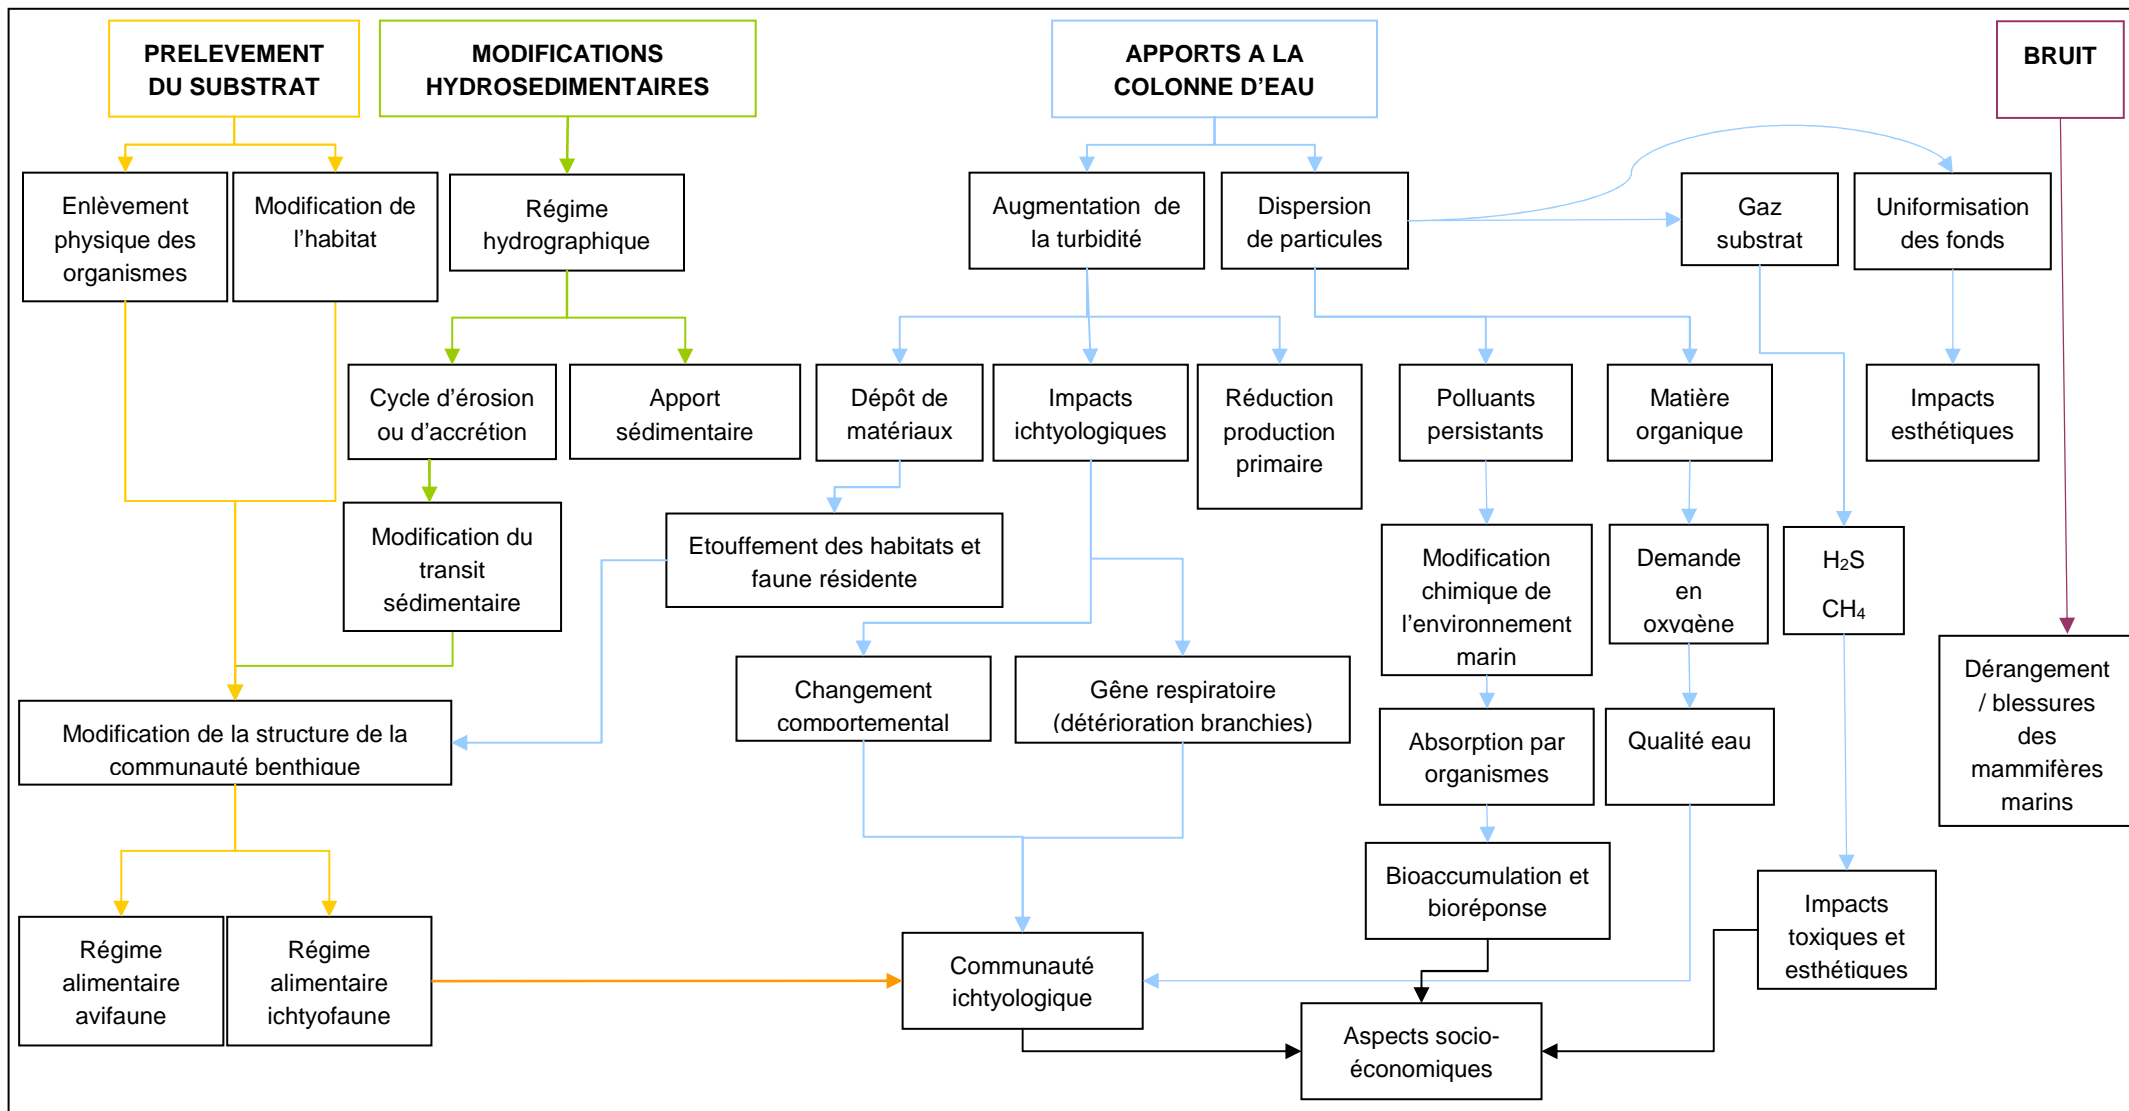 PRELEVEMENT
DU SUBSTRAT
MODIFICATIONS
HYDROSEDIMENTAIRES
APPORTS A LA
COLONNE D'EAU
BRUIT
Enlèvement
physique des
organismes
Modification de
l'habitat
Régime
hydrographique
Augmentation de
la turbidité
Dispersion
de particules
Gaz
substrat
Uniformisation
des fonds
Cycle d'érosion
ou d'accrétion
Apport
sédimentaire
Dépôt de
matériaux
Impacts
ichtyologiques
Réduction
production
primaire
Polluants
persistants
Matière
organique
Impacts
esthétiques
Modification du
transit
sédimentaire
Etouffement des habitats et
faune résidente
Modification
chimique de
l'environnement
marin
Demande
en
oxygène
H₂S
CH₄
Dérangement
/ blessures
des
mammifères
marins
Changement
comportemental
Gêne respiratoire
(détérioration branchies)
Modification de la structure de la
communauté benthique
Absorption par
organismes
Qualité eau
Bioaccumulation et
bioréponse
Impacts
toxiques et
esthétiques
Régime
alimentaire
avifaune
Régime
alimentaire
ichtyofaune
Communauté
ichtyologique
Aspects socio-
économiques